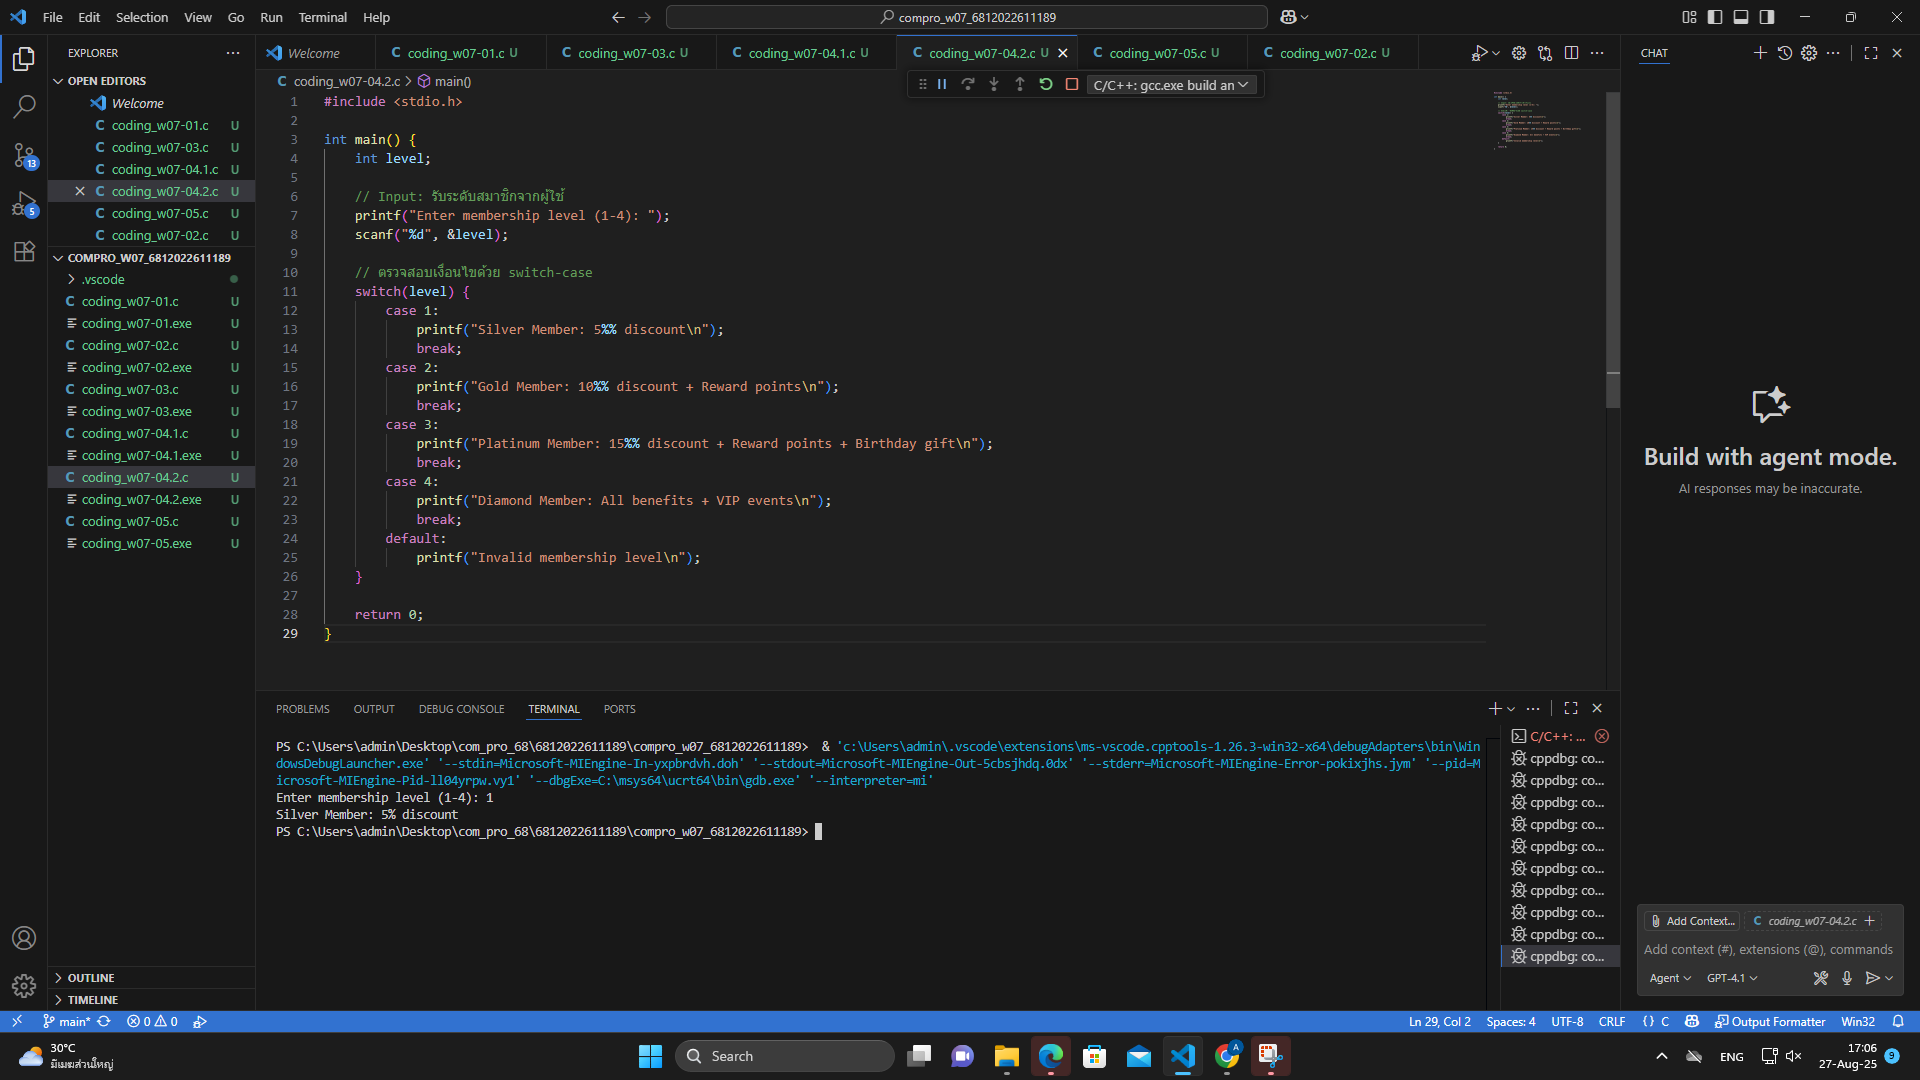 File Edit Selection View Go Run Terminal Help
compro_w07_6812022611189
EXPLORER
OPEN EDITORS
Welcome
coding_w07-01.c U
coding_w07-03.c U
coding_w07-04.1.c U
coding_w07-04.2.c U
coding_w07-05.c U
coding_w07-02.c U
COMPRO_W07_6812022611189
.vscode
coding_w07-01.c U
coding_w07-01.exe U
coding_w07-02.c U
coding_w07-02.exe U
coding_w07-03.c U
coding_w07-03.exe U
coding_w07-04.1.c U
coding_w07-04.1.exe U
coding_w07-04.2.c U
coding_w07-04.2.exe U
coding_w07-05.c U
coding_w07-05.exe U
OUTLINE
TIMELINE
13
5
Welcome coding_w07-01.c U coding_w07-03.c U coding_w07-04.1.c U coding_w07-04.2.c U coding_w07-05.c U coding_w07-02.c U
coding_w07-04.2.c > main()
C/C++: gcc.exe build an
1 #include <stdio.h>
2
3 int main() {
4 int level;
5
6 // Input: รับระดับสมาชิกจากผู้ใช้
7 printf("Enter membership level (1-4): ");
8 scanf("%d", &level);
9
10 // ตรวจสอบเงื่อนไขด้วย switch-case
11 switch(level) {
12 case 1:
13 printf("Silver Member: 5%% discount\n");
14 break;
15 case 2:
16 printf("Gold Member: 10%% discount + Reward points\n");
17 break;
18 case 3:
19 printf("Platinum Member: 15%% discount + Reward points + Birthday gift\n");
20 break;
21 case 4:
22 printf("Diamond Member: All benefits + VIP events\n");
23 break;
24 default:
25 printf("Invalid membership level\n");
26 }
27
28 return 0;
29 }
PROBLEMS OUTPUT DEBUG CONSOLE TERMINAL PORTS
PS C:\Users\admin\Desktop\com_pro_68\6812022611189\compro_w07_6812022611189> & 'c:\Users\admin\.vscode\extensions\ms-vscode.cpptools-1.26.3-win32-x64\debugAdapters\bin\Win
dowsDebugLauncher.exe' '--stdin=Microsoft-MIEngine-In-yxpbrdvh.doh' '--stdout=Microsoft-MIEngine-Out-5cbsjhdq.0dx' '--stderr=Microsoft-MIEngine-Error-pokixjhs.jym' '--pid=M
icrosoft-MIEngine-Pid-ll04yrpw.vy1' '--dbgExe=C:\msys64\ucrt64\bin\gdb.exe' '--interpreter=mi'
Enter membership level (1-4): 1
Silver Member: 5% discount
PS C:\Users\admin\Desktop\com_pro_68\6812022611189\compro_w07_6812022611189>
C/C++: ...
cppdbg: co...
cppdbg: co...
cppdbg: co...
cppdbg: co...
cppdbg: co...
cppdbg: co...
cppdbg: co...
cppdbg: co...
cppdbg: co...
cppdbg: co...
CHAT
Build with agent mode.
AI responses may be inaccurate.
Add Context... coding_w07-04.2.c
Add context (#), extensions (@), commands
Agent GPT-4.1
main* 0 0
Ln 29, Col 2 Spaces: 4 UTF-8 CRLF {} C Output Formatter Win32
30°C
มีเมฆส่วนใหญ่
Search
A
ENG
17:06
27-Aug-25
9